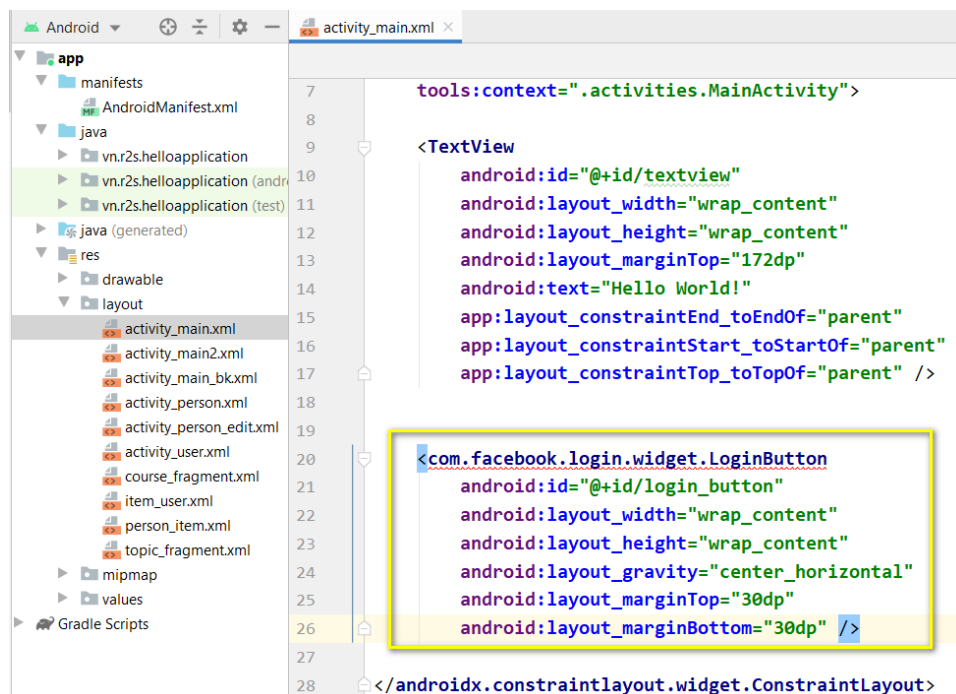 Android
activity_main.xml
app
manifests
AndroidManifest.xml
java
vn.r2s.helloapplication
vn.r2s.helloapplication (andr
vn.r2s.helloapplication (test)
java (generated)
res
drawable
layout
activity_main.xml
activity_main2.xml
activity_main_bk.xml
activity_person.xml
activity_person_edit.xml
activity_user.xml
course_fragment.xml
item_user.xml
person_item.xml
topic_fragment.xml
mipmap
values
Gradle Scripts
7 tools:context=".activities.MainActivity">
8
9 <TextView
10 android:id="@+id/textview"
11 android:layout_width="wrap_content"
12 android:layout_height="wrap_content"
13 android:layout_marginTop="172dp"
14 android:text="Hello World!"
15 app:layout_constraintEnd_toEndOf="parent"
16 app:layout_constraintStart_toStartOf="parent"
17 app:layout_constraintTop_toTopOf="parent" />
18
19
20 <com.facebook.login.widget.LoginButton
21 android:id="@+id/login_button"
22 android:layout_width="wrap_content"
23 android:layout_height="wrap_content"
24 android:layout_gravity="center_horizontal"
25 android:layout_marginTop="30dp"
26 android:layout_marginBottom="30dp" />
27
28 </androidx.constraintlayout.widget.ConstraintLayout>